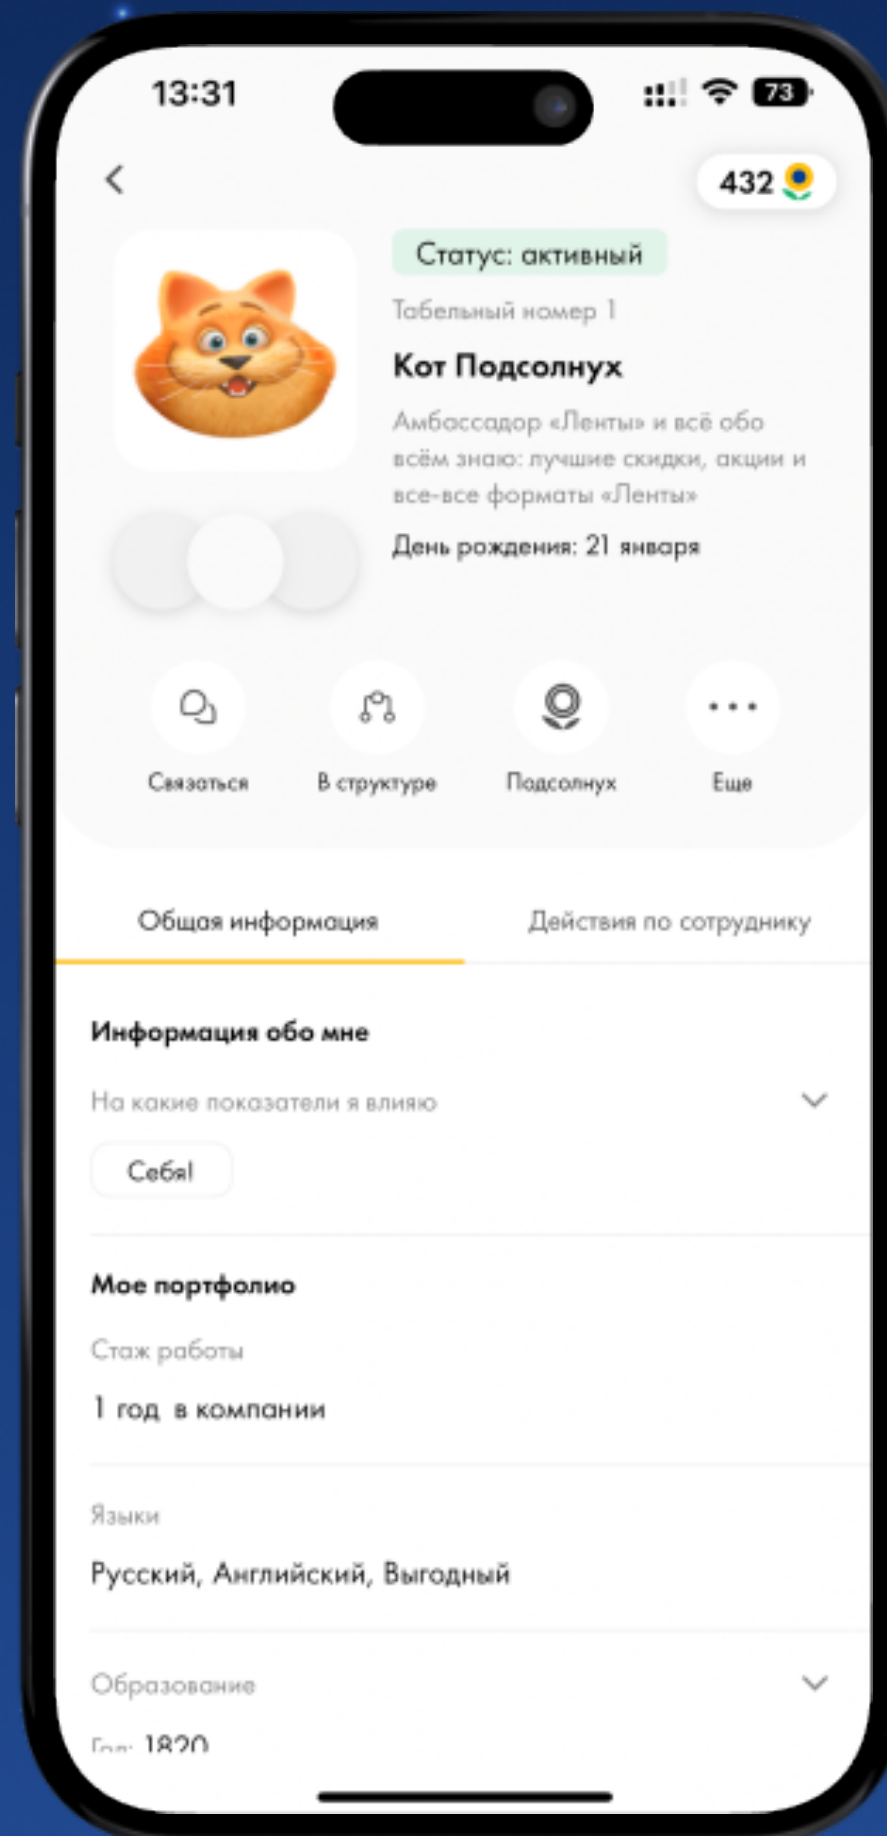 13:31
73
432
Статус: активный
Табельный номер 1
Кот Подсолнух
Амбассадор «Ленты» и всё обо
всём знаю: лучшие скидки, акции и
все-все форматы «Ленты»
День рождения: 21 января
Связаться
В структуре
Подсолнух
Еще
Общая информация
Действия по сотруднику
Информация обо мне
На какие показатели я влияю
Себя!
Мое портфолио
Стаж работы
1 год в компании
Языки
Русский, Английский, Выгодный
Образование
Год: 1820